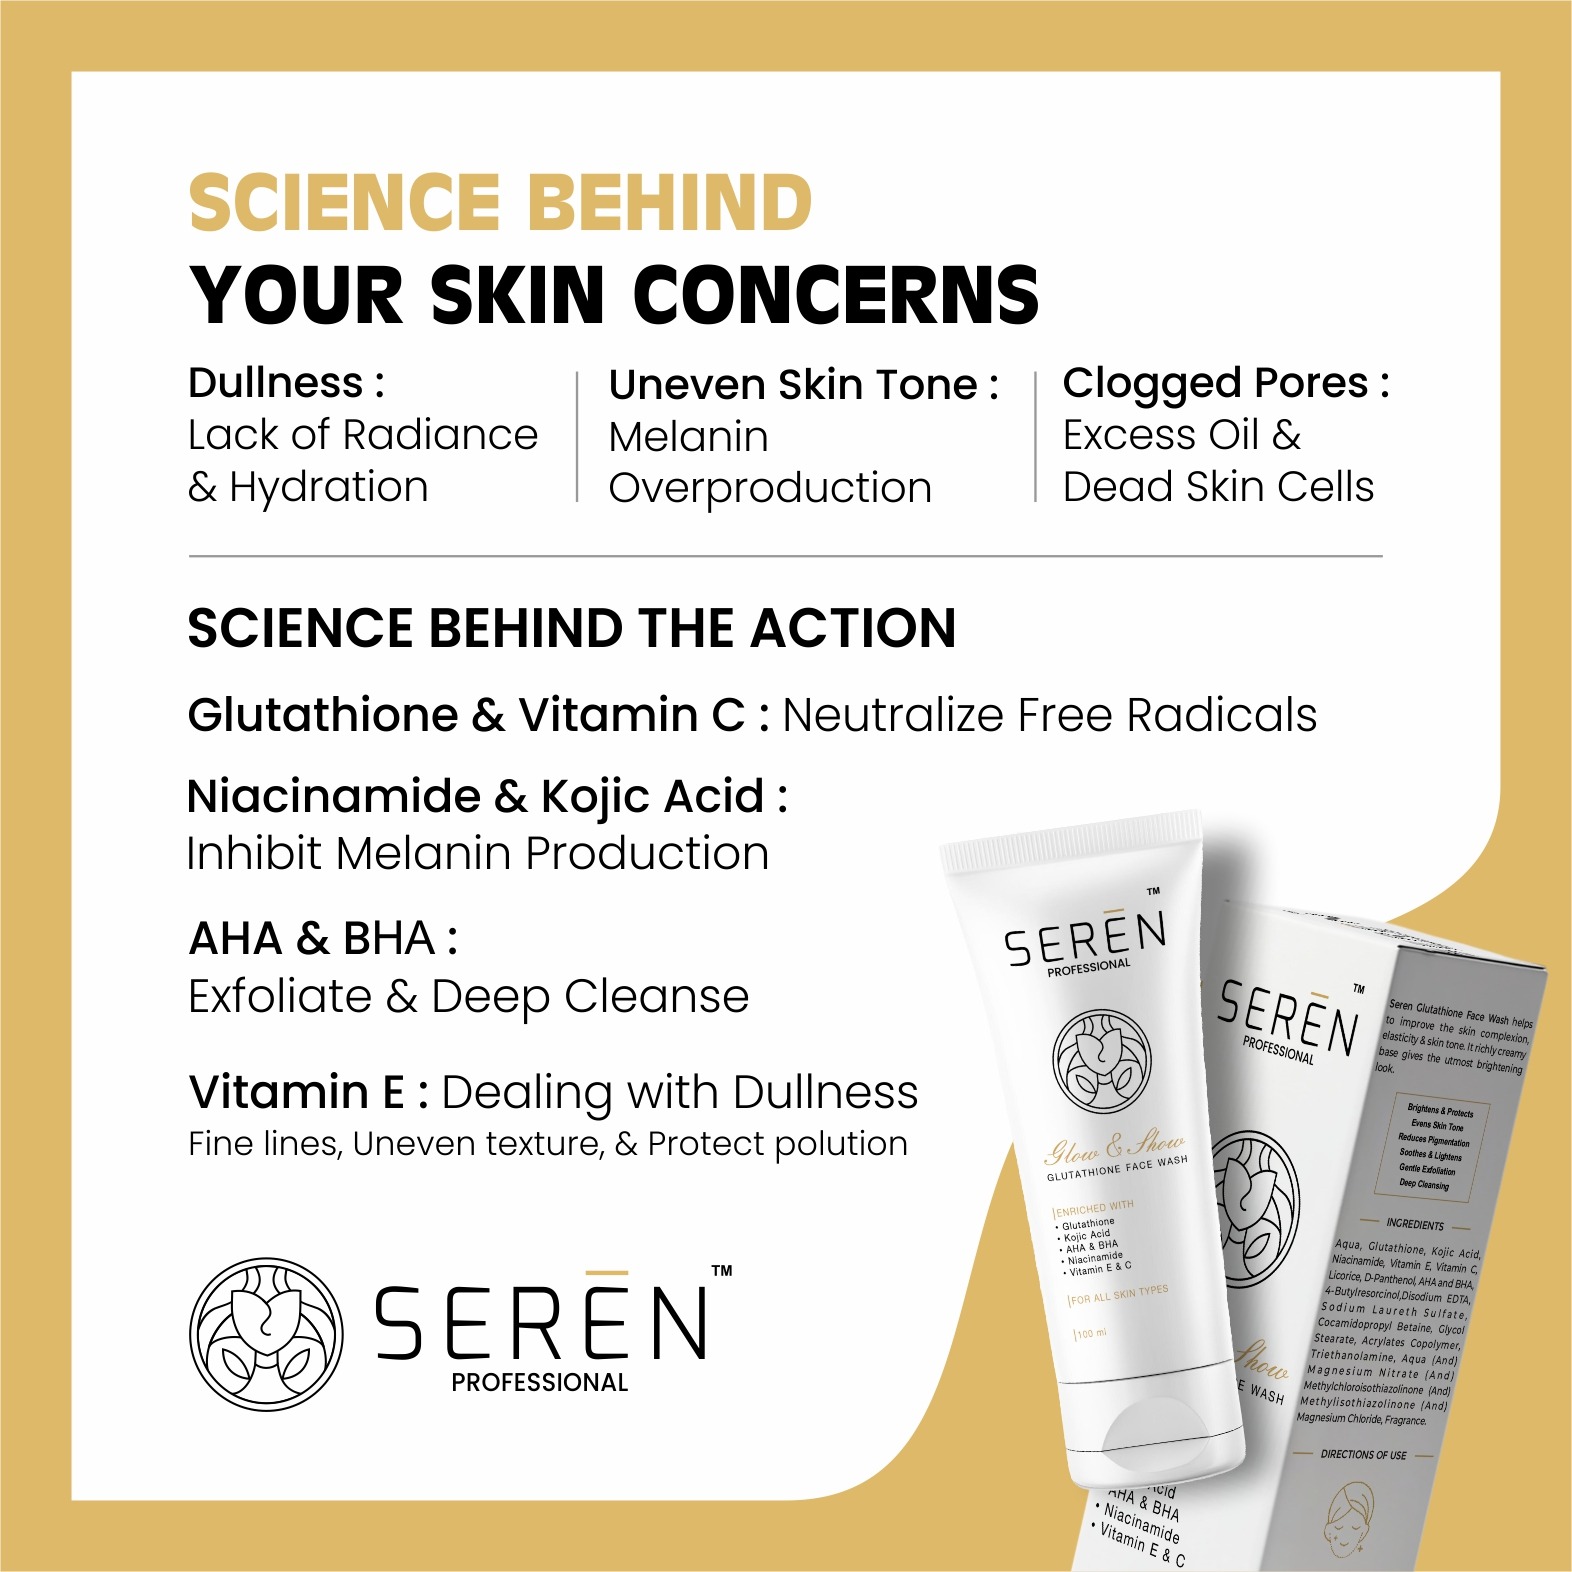 SCIENCE BEHIND
YOUR SKIN CONCERNS
Dullness :
Lack of Radiance
& Hydration
Uneven Skin Tone :
Melanin
Overproduction
Clogged Pores :
Excess Oil &
Dead Skin Cells
SCIENCE BEHIND THE ACTION
Glutathione & Vitamin C : Neutralize Free Radicals
Niacinamide & Kojic Acid :
Inhibit Melanin Production
AHA & BHA :
Exfoliate & Deep Cleanse
Vitamin E : Dealing with Dullness
Fine lines, Uneven texture, & Protect polution
SERĒN™
PROFESSIONAL
SERĒN™
PROFESSIONAL
Glow & Show
GLUTATHIONE FACE WASH
ENRICHED WITH
• Glutathione
• Kojic Acid
• AHA & BHA
• Niacinamide
• Vitamin E & C
FOR ALL SKIN TYPES
100 ml
SERĒN™
PROFESSIONAL
Show
E WASH
Acid
AHA & BHA
• Niacinamide
• Vitamin E & C
Seren Glutathione Face Wash helps
to improve the skin complexion,
elasticity & skin tone. It richly creamy
base gives the utmost brightening
look.
Brightens & Protects
Evens Skin Tone
Reduces Pigmentation
Soothes & Lightens
Gentle Exfoliation
Deep Cleansing
INGREDIENTS
Aqua, Glutathione, Kojic Acid,
Niacinamide, Vitamin E, Vitamin C,
Licorice, D-Panthenol, AHA and BHA,
4-Butylresorcinol,Disodium EDTA,
Sodium Laureth Sulfate,
Cocamidopropyl Betaine, Glycol
Stearate, Acrylates Copolymer,
Triethanolamine, Aqua (And)
Magnesium Nitrate (And)
Methylchloroisothiazolinone (And)
Methylisothiazolinone (And)
Magnesium Chloride, Fragrance.
DIRECTIONS OF USE